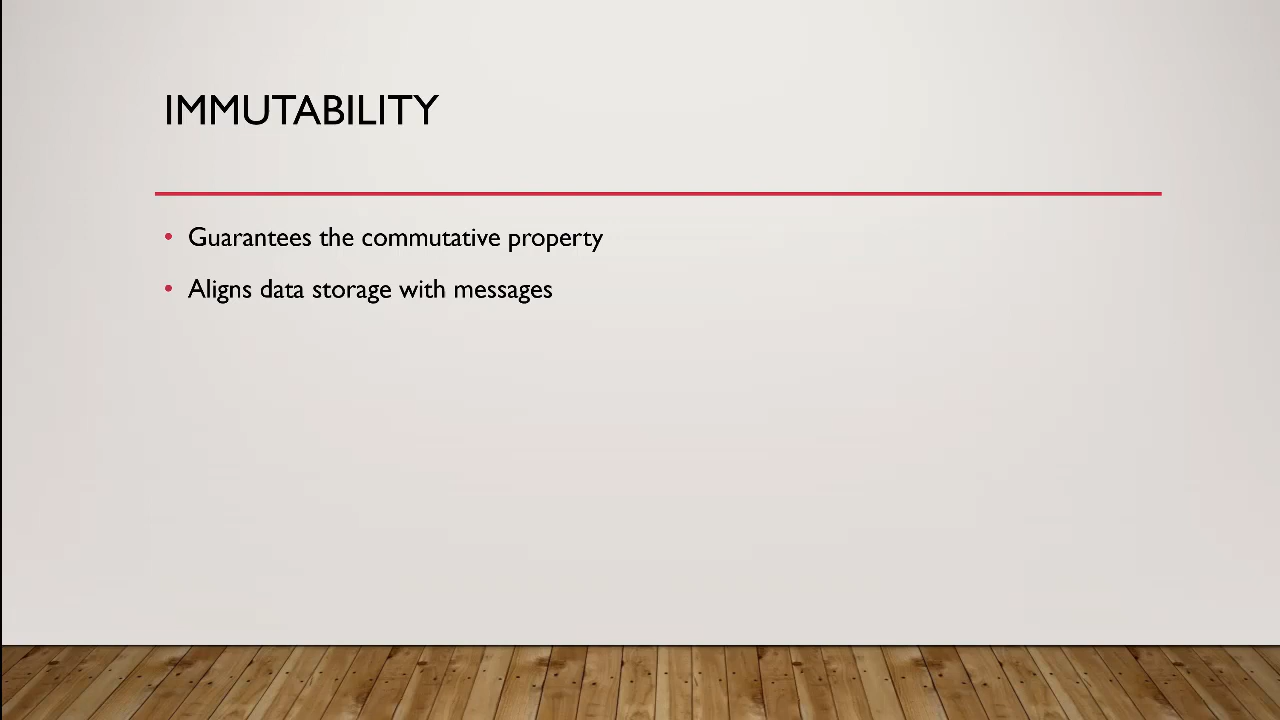 IMMUTABILITY
• Guarantees the commutative property
• Aligns data storage with messages